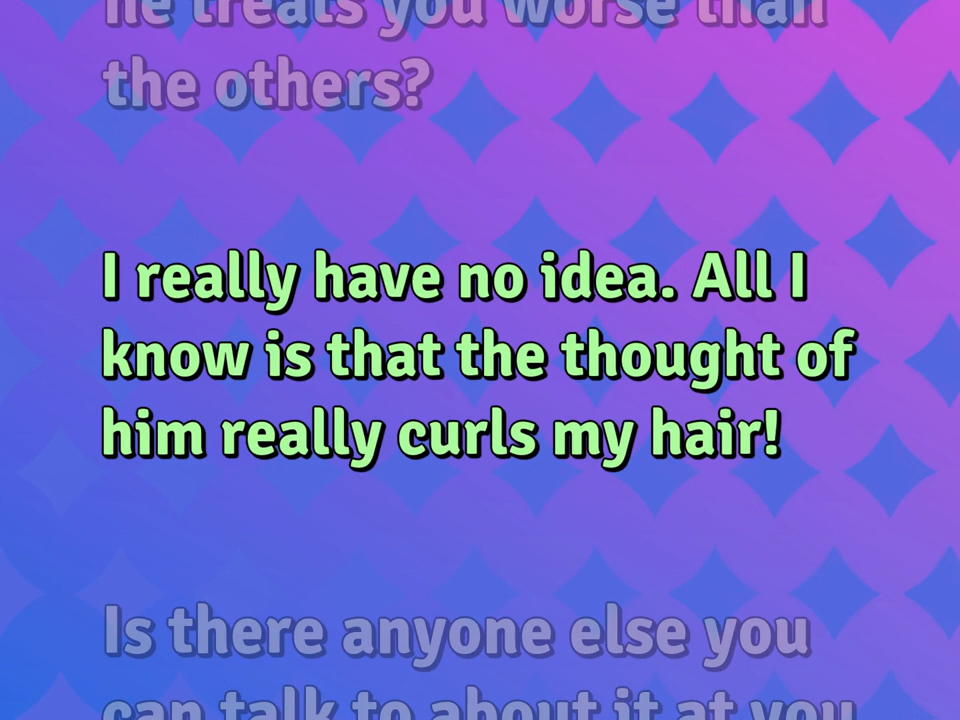 he treats you worse than
the others?
I really have no idea. All I
know is that the thought of
him really curls my hair!
Is there anyone else you
can talk to about it at you